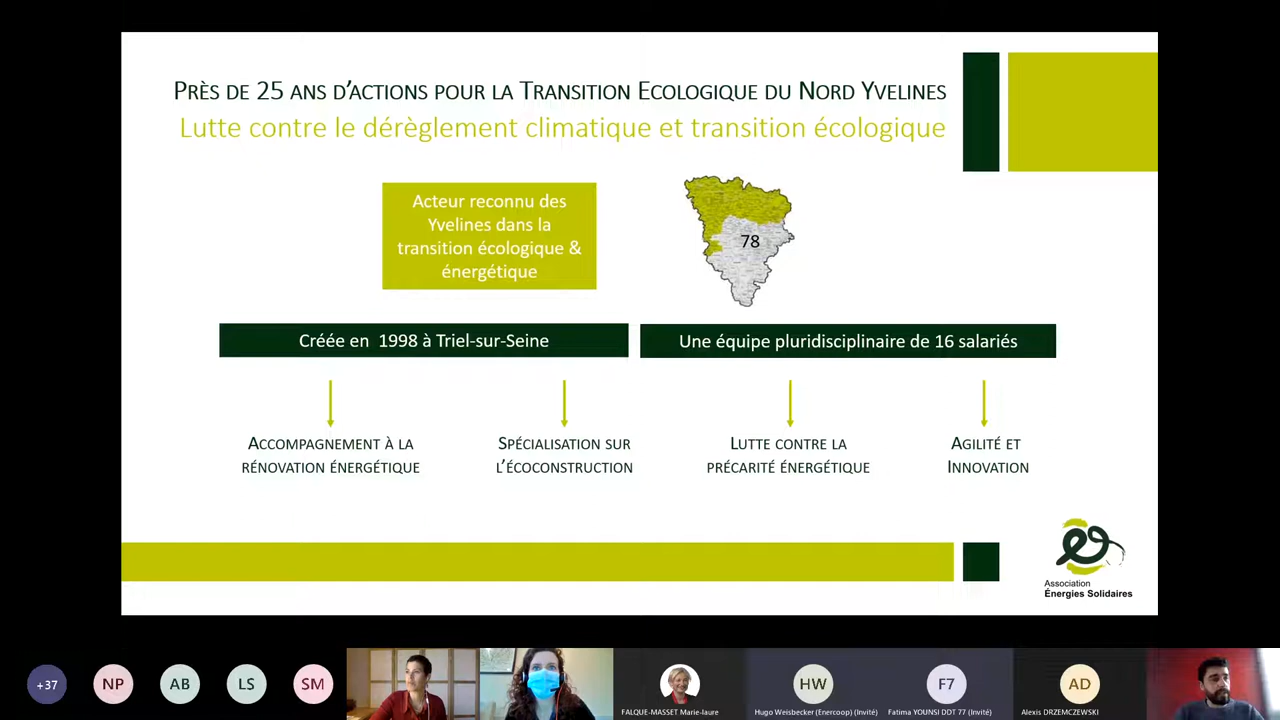 PRÈS DE 25 ANS D'ACTIONS POUR LA TRANSITION ECOLOGIQUE DU NORD YVELINES
Lutte contre le dérèglement climatique et transition écologique
Acteur reconnu des
Yvelines dans la
transition écologique &
énergétique
78
Créée en 1998 à Triel-sur-Seine
Une équipe pluridisciplinaire de 16 salariés
ACCOMPAGNEMENT À LA
RÉNOVATION ÉNERGÉTIQUE
SPÉCIALISATION SUR
L'ÉCOCONSTRUCTION
LUTTE CONTRE LA
PRÉCARITÉ ÉNERGÉTIQUE
AGILITÉ ET
INNOVATION
Association
Énergies Solidaires
+37
NP
AB
LS
SM
FALQUE-MASSET Marie-laure
HW
Hugo Weisbecker (Enercoop) (Invité)
F7
Fatima YOUNSI DDT 77 (Invité)
AD
Alexis DRZEMCZEWSKI